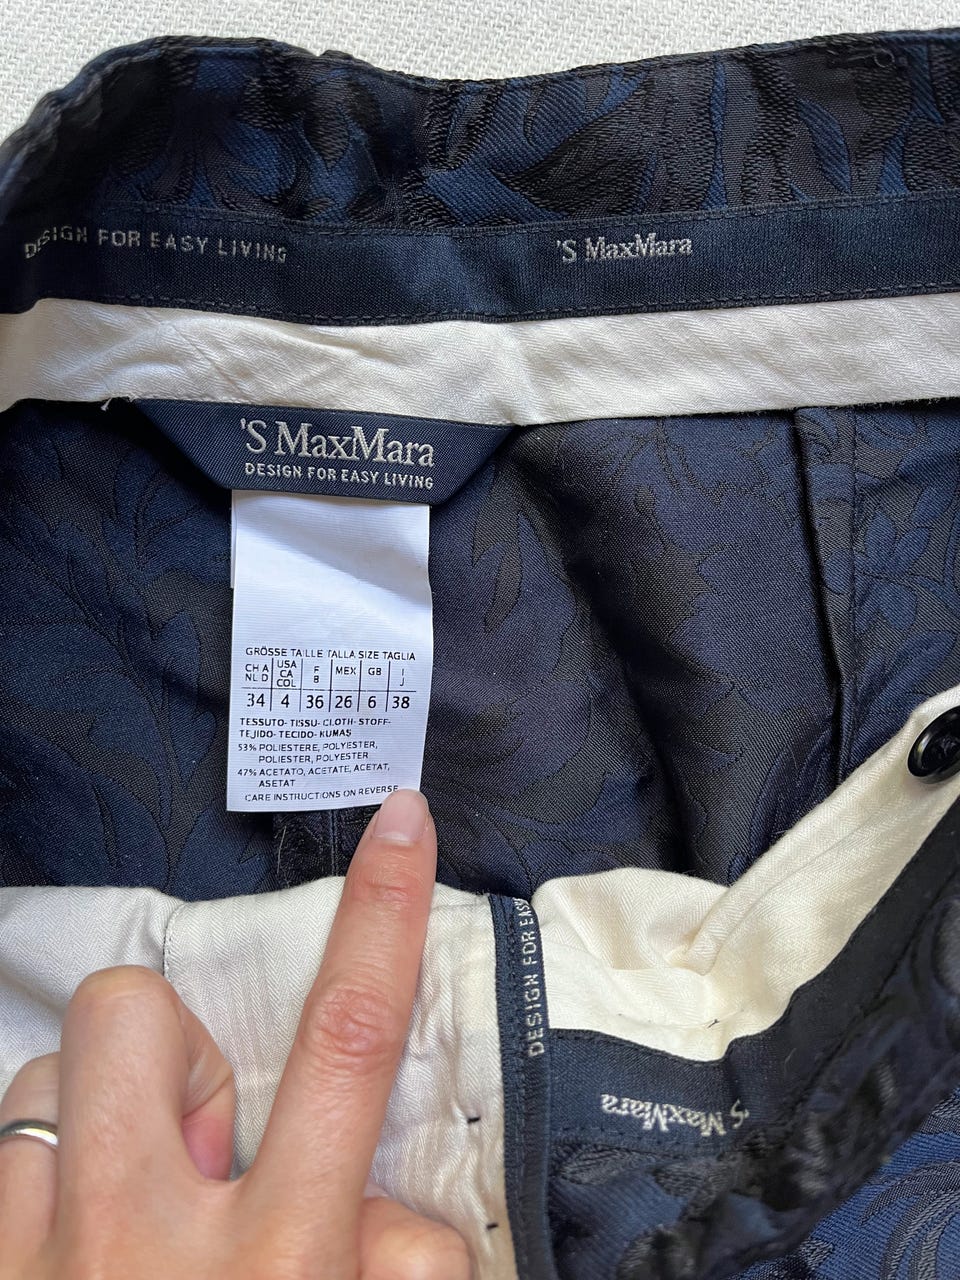 DESIGN FOR EASY LIVING 'S MaxMara
'S MaxMara
DESIGN FOR EASY LIVING
GRÖSSE TAILLE TALLA SIZE TAGLIA
CH A USA F MEX GB I
NL D CA B J
COL
34 4 36 26 6 38
TESSUTO- TISSU- CLOTH- STOFF-
TEJIDO- TECIDO- KUMAŞ
53% POLIESTERE, POLYESTER,
POLIESTER, POLYESTER
47% ACETATO, ACETATE, ACETAT,
ASETAT
CARE INSTRUCTIONS ON REVERSE
DESIGN FOR EASY
'S MaxMara